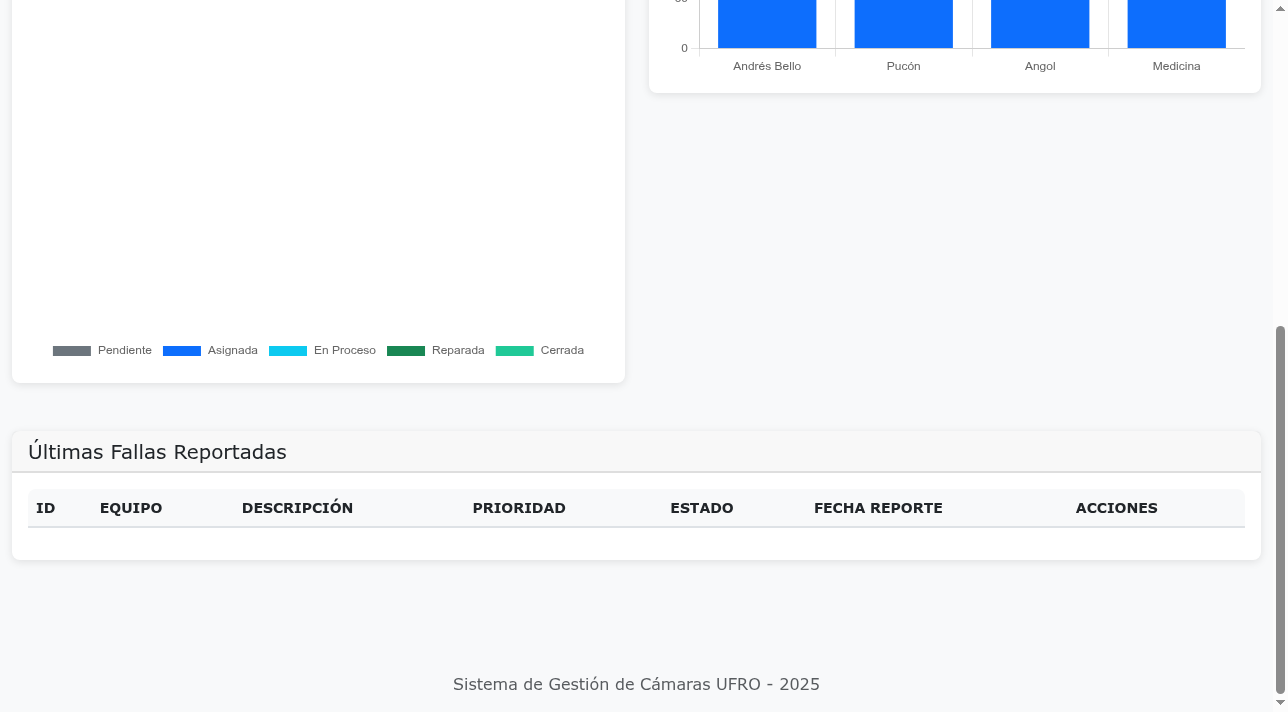 0
Andrés Bello Pucón Angol Medicina
Pendiente Asignada En Proceso Reparada Cerrada
Últimas Fallas Reportadas
ID EQUIPO DESCRIPCIÓN PRIORIDAD ESTADO FECHA REPORTE ACCIONES
Sistema de Gestión de Cámaras UFRO - 2025